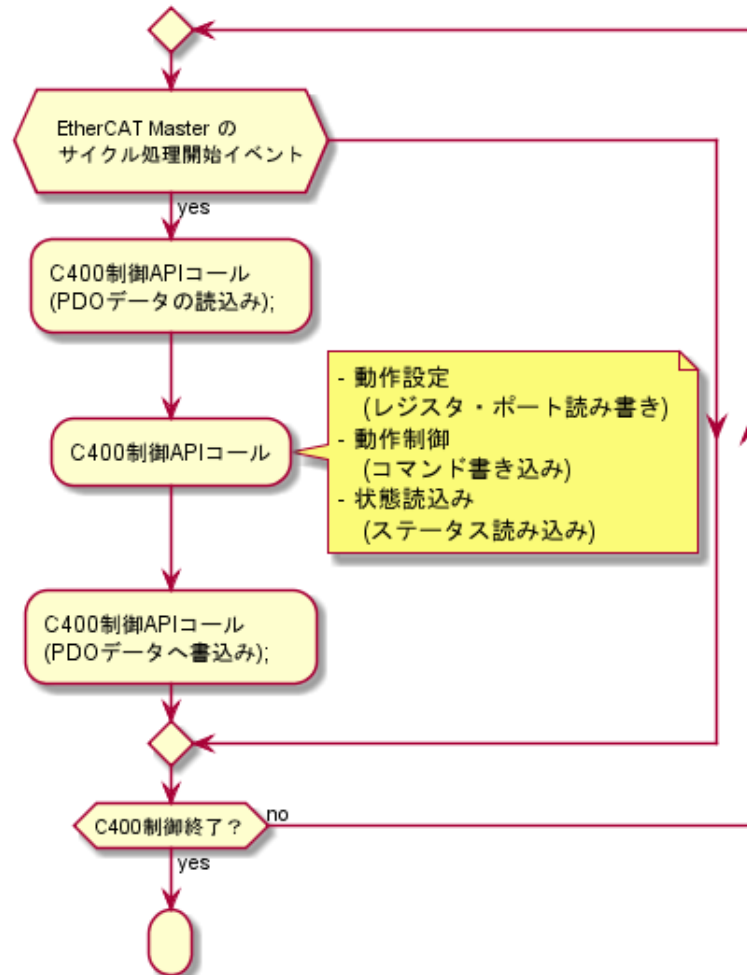 EtherCAT Master の
サイクル処理開始イベント
yes
C400制御APIコール
(PDOデータの読込み);
C400制御APIコール
- 動作設定
(レジスタ・ポート読み書き)
- 動作制御
(コマンド書き込み)
- 状態読込み
(ステータス読み込み)
C400制御APIコール
(PDOデータへ書込み);
C400制御終了？
no
yes